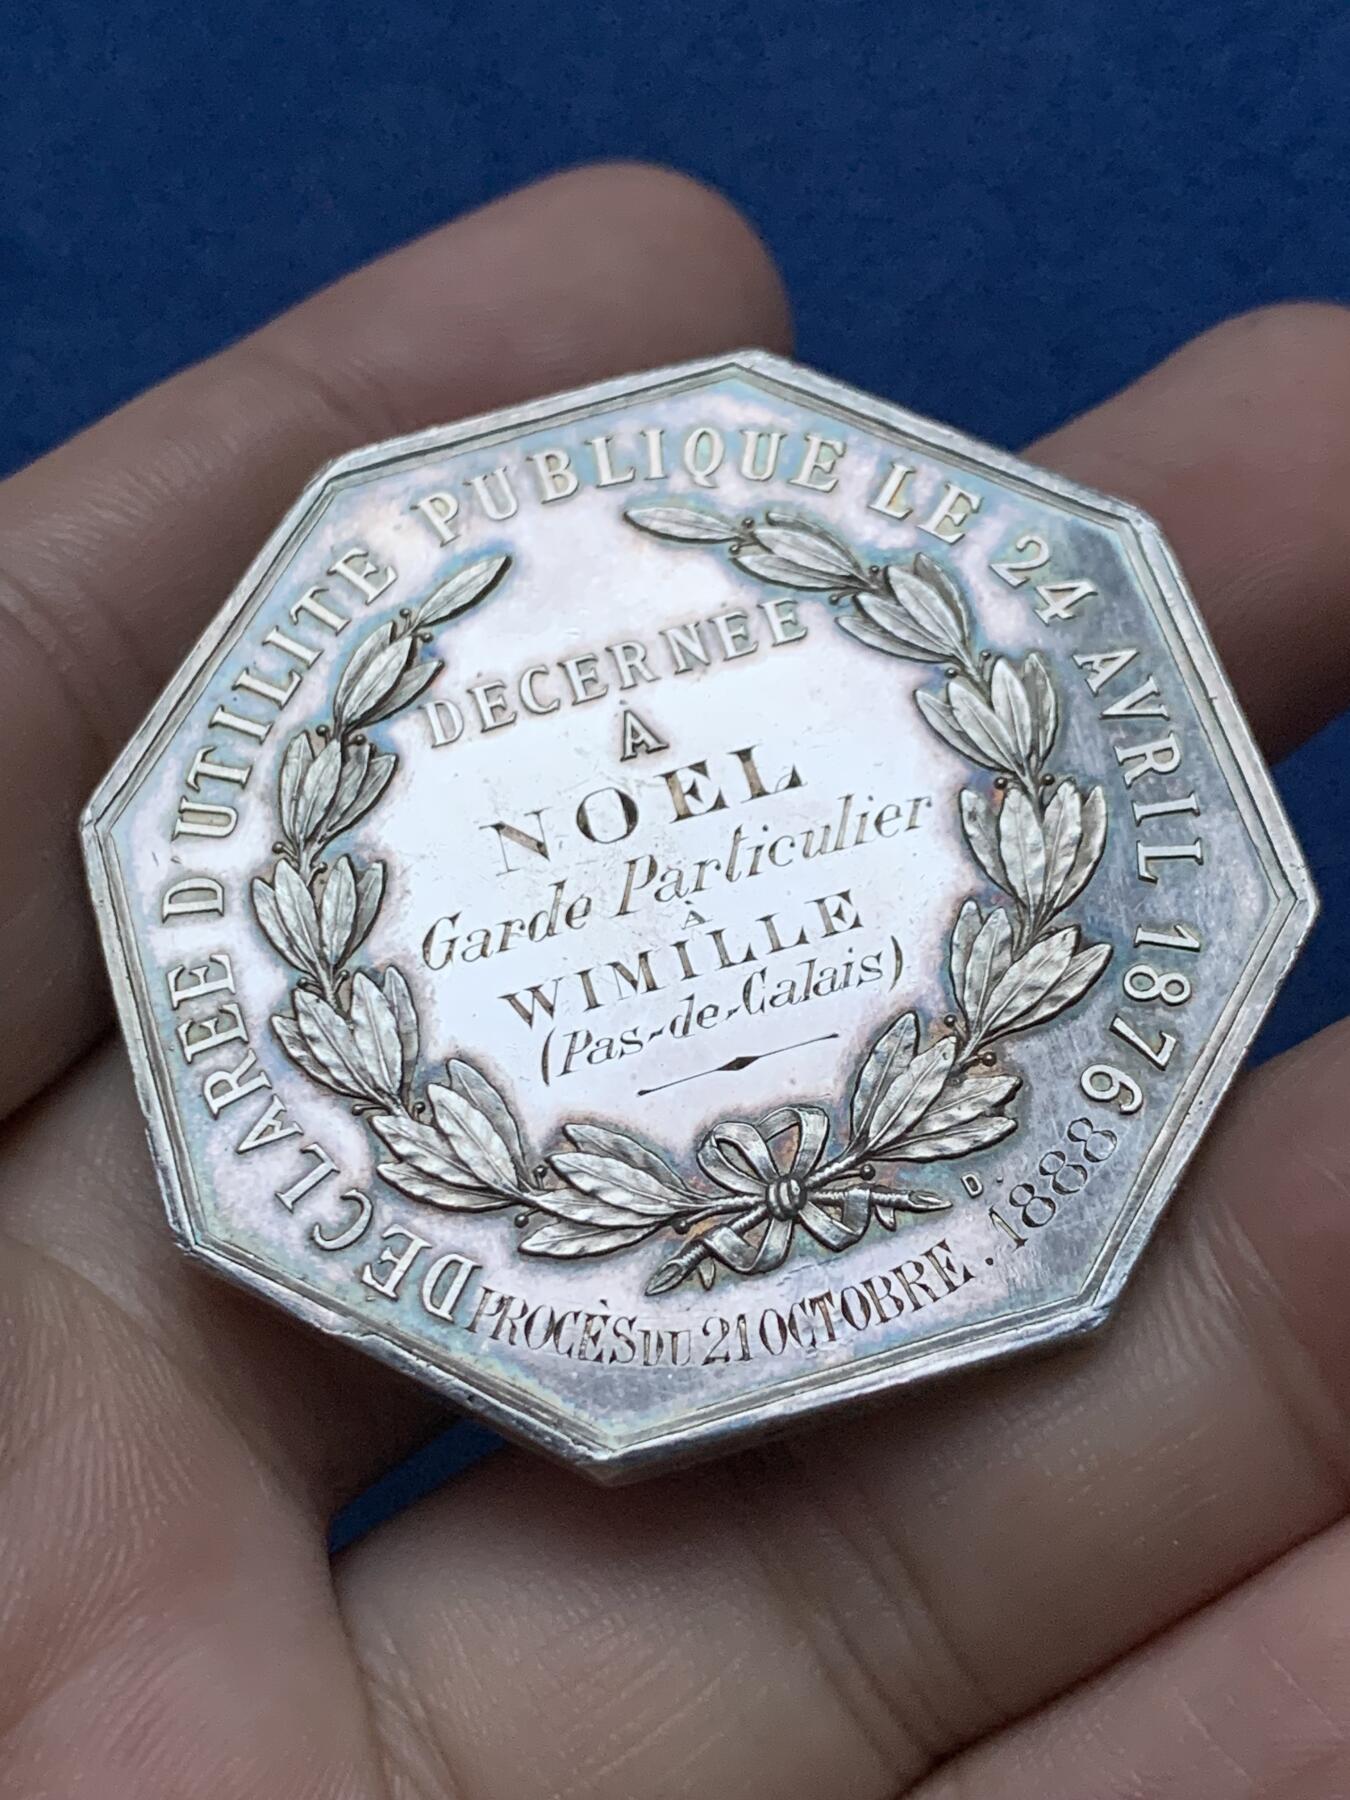 DECLAREE D'UTILITE PUBLIQUE LE 24 AVRIL 1876
DECERNÉE
À
NOEL
Garde Particulier
à
WIMILLE
(Pas-de-Calais)
D.
PROCÈS DU 21 OCTOBRE. 1888